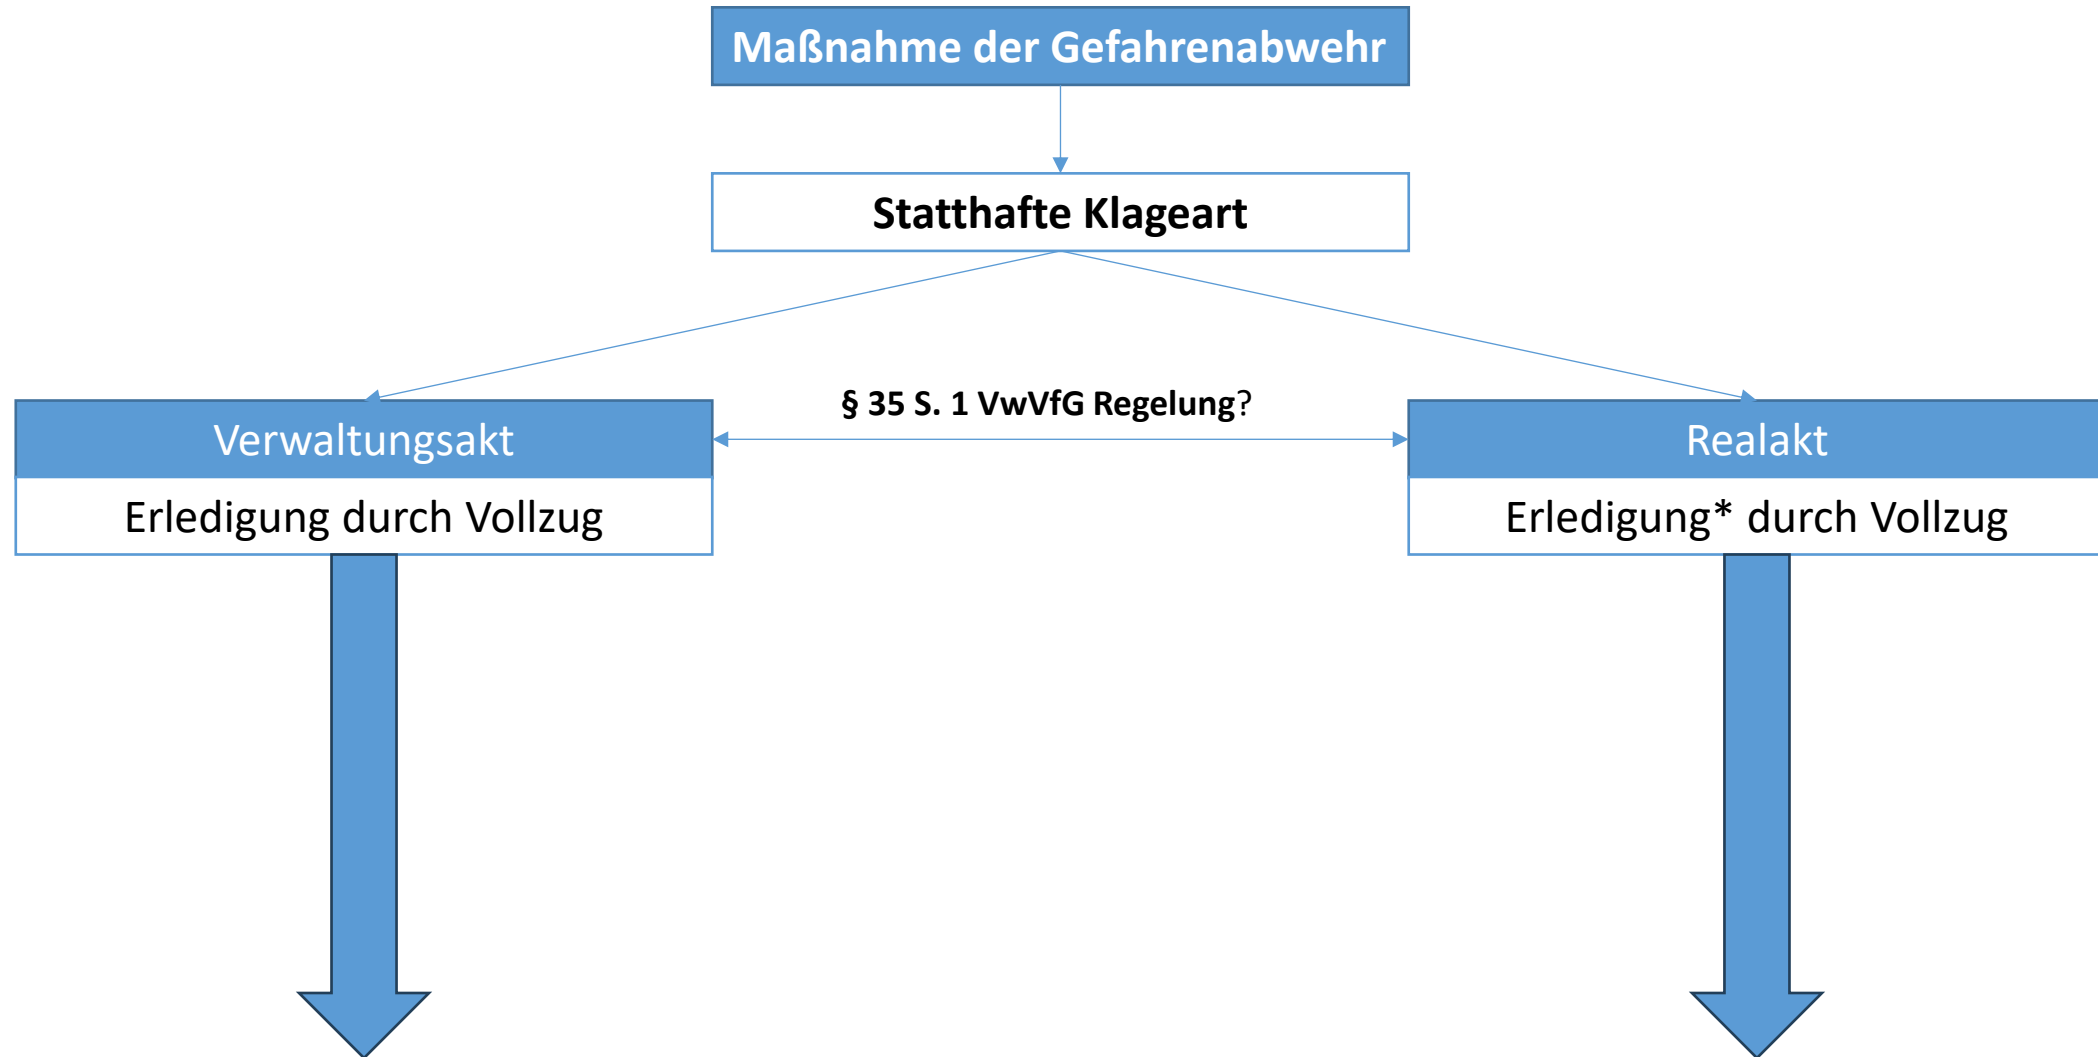 Maßnahme der Gefahrenabwehr
Statthafte Klageart
§ 35 S. 1 VwVfG Regelung?
Verwaltungsakt
Realakt
Erledigung durch Vollzug
Erledigung* durch Vollzug